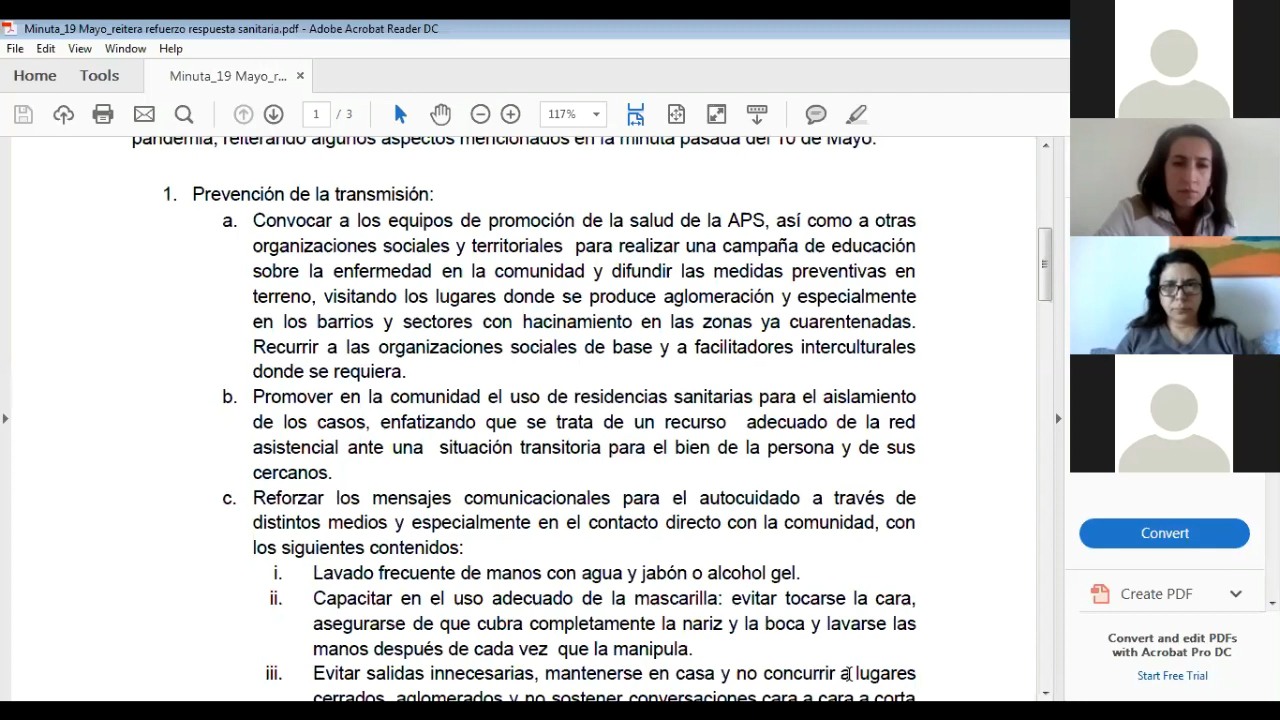 Minuta_19 Mayo_reitera refuerzo respuesta sanitaria.pdf - Adobe Acrobat Reader DC
File Edit View Window Help
Home Tools Minuta_19 Mayo_r... ×
1 / 3 117%
pandemia, reiterando algunos aspectos mencionados en la minuta pasada del 10 de Mayo.
1. Prevención de la transmisión:
a. Convocar a los equipos de promoción de la salud de la APS, así como a otras
organizaciones sociales y territoriales para realizar una campaña de educación
sobre la enfermedad en la comunidad y difundir las medidas preventivas en
terreno, visitando los lugares donde se produce aglomeración y especialmente
en los barrios y sectores con hacinamiento en las zonas ya cuarentenadas.
Recurrir a las organizaciones sociales de base y a facilitadores interculturales
donde se requiera.
b. Promover en la comunidad el uso de residencias sanitarias para el aislamiento
de los casos, enfatizando que se trata de un recurso adecuado de la red
asistencial ante una situación transitoria para el bien de la persona y de sus
cercanos.
c. Reforzar los mensajes comunicacionales para el autocuidado a través de
distintos medios y especialmente en el contacto directo con la comunidad, con
los siguientes contenidos:
i. Lavado frecuente de manos con agua y jabón o alcohol gel.
ii. Capacitar en el uso adecuado de la mascarilla: evitar tocarse la cara,
asegurarse de que cubra completamente la nariz y la boca y lavarse las
manos después de cada vez que la manipula.
iii. Evitar salidas innecesarias, mantenerse en casa y no concurrir a lugares
cerrados, aglomerados y no sostener conversaciones cara a cara a corta
Convert
Create PDF
Convert and edit PDFs
with Acrobat Pro DC
Start Free Trial